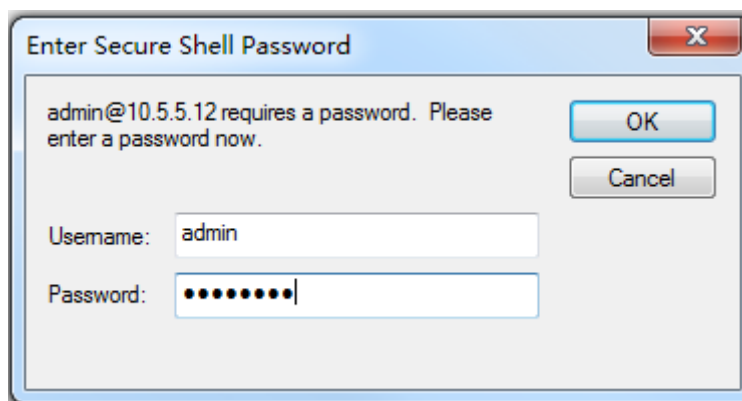 Enter Secure Shell Password
admin@10.5.5.12 requires a password.  Please
enter a password now.
OK
Cancel
Username:
admin
Password:
●●●●●●●●